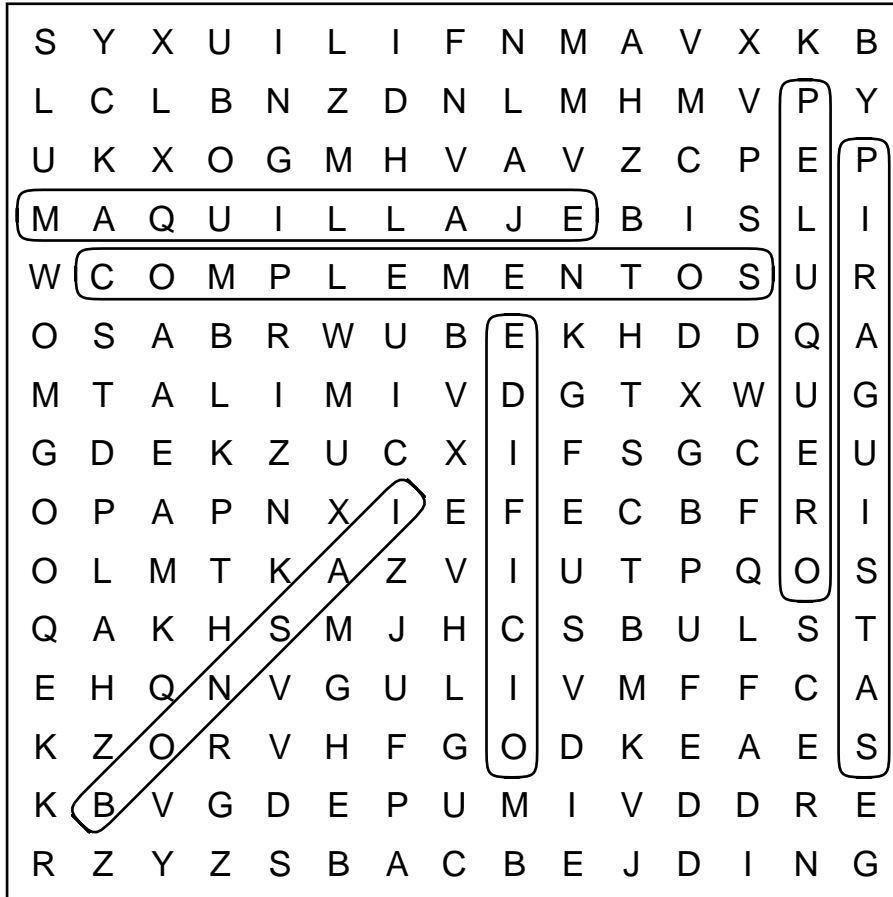 S Y X U I L I F N M A V X K B
L C L B N Z D N L M H M V P Y
U K X O G M H V A V Z C P E P
M A Q U I L L A J E B I S L I
W C O M P L E M E N T O S U R
O S A B R W U B E K H D D Q A
M T A L I M I V D G T X W U G
G D E K Z U C X I F S G C E U
O P A P N X I E F E C B F R I
O L M T K A Z V I U T P Q O S
Q A K H S M J H C S B U L S T
E H Q N V G U L I V M F F C A
K Z O R V H F G O D K E A E S
K B V G D E P U M I V D D R E
R Z Y Z S B A C B E J D I N G